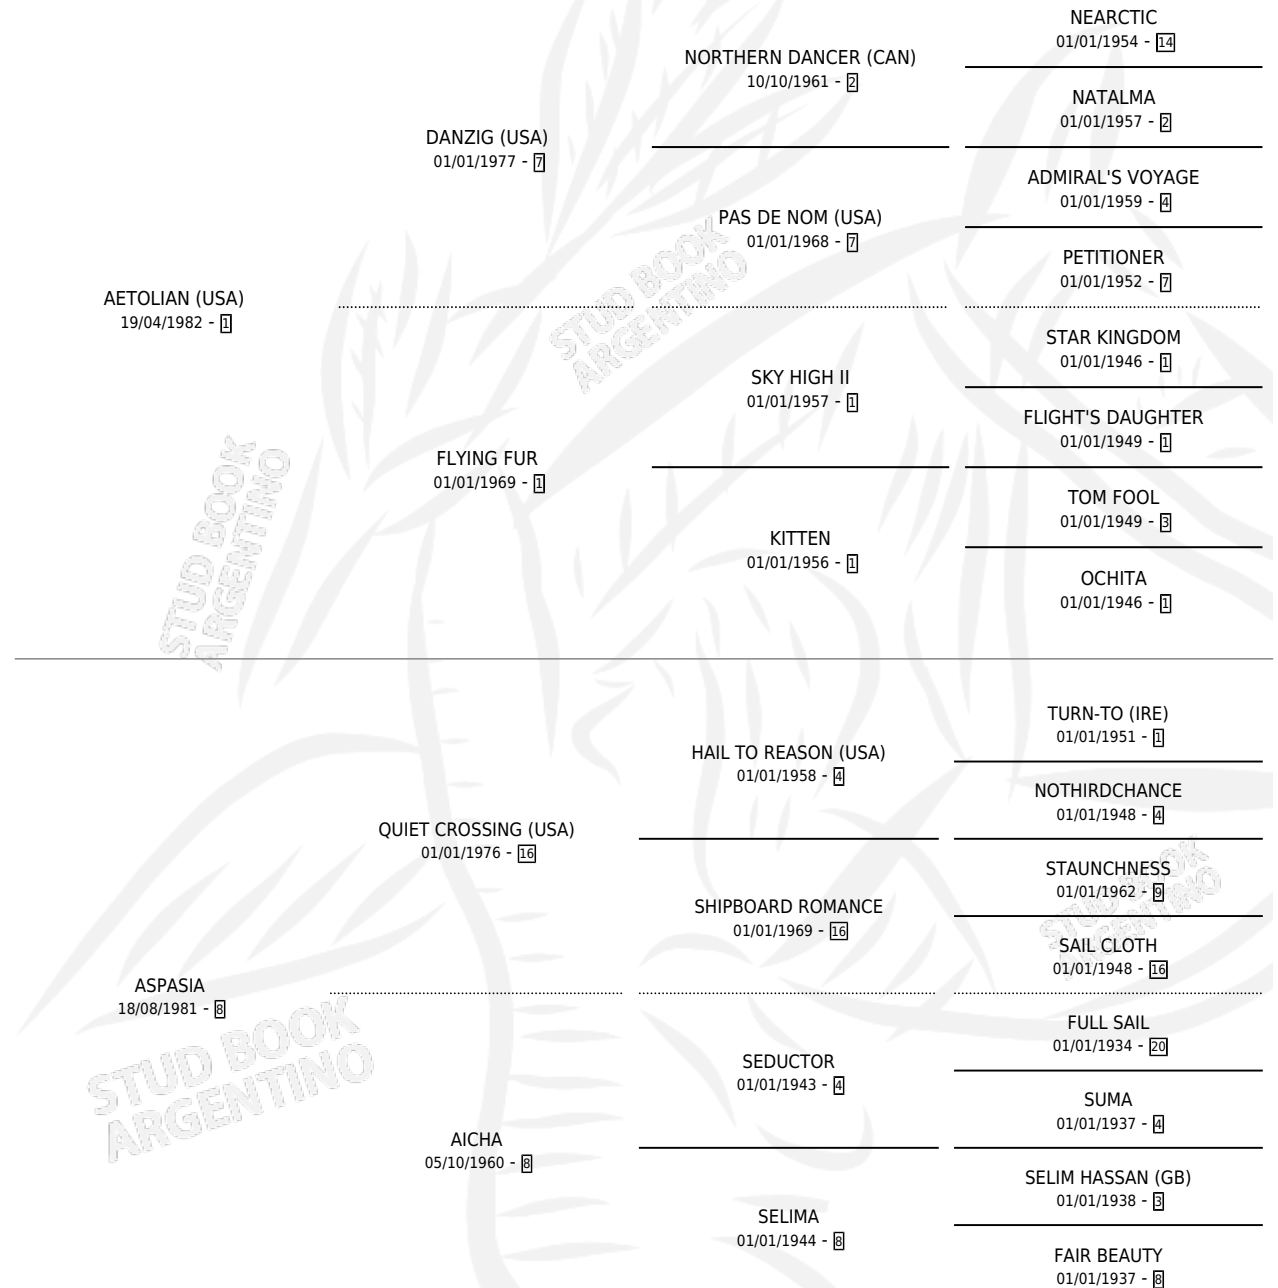 NEARCTIC
01/01/1954 - 14
NORTHERN DANCER (CAN)
10/10/1961 - 2
NATALMA
01/01/1957 - 2
DANZIG (USA)
01/01/1977 - 7
ADMIRAL'S VOYAGE
01/01/1959 - 4
PAS DE NOM (USA)
01/01/1968 - 7
PETITIONER
01/01/1952 - 7
AETOLIAN (USA)
19/04/1982 - 1
STUD BOOK
ARGENTINO
STAR KINGDOM
01/01/1946 - 1
SKY HIGH II
01/01/1957 - 1
FLIGHT'S DAUGHTER
01/01/1949 - 1
FLYING FUR
01/01/1969 - 1
TOM FOOL
01/01/1949 - 3
KITTEN
01/01/1956 - 1
OCHITA
01/01/1946 - 1
STUD BOOK
ARGENTINO
TURN-TO (IRE)
01/01/1951 - 1
HAIL TO REASON (USA)
01/01/1958 - 4
NOTHIRDCHANCE
01/01/1948 - 4
QUIET CROSSING (USA)
01/01/1976 - 16
STAUNCHNESS
01/01/1962 - 9
SHIPBOARD ROMANCE
01/01/1969 - 16
SAIL CLOTH
01/01/1948 - 16
STUD BOOK
ARGENTINO
ASPASIA
18/08/1981 - 8
FULL SAIL
01/01/1934 - 20
SEDUCTOR
01/01/1943 - 4
SUMA
01/01/1937 - 4
STUD BOOK
ARGENTINO
AICHA
05/10/1960 - 8
SELIM HASSAN (GB)
01/01/1938 - 3
SELIMA
01/01/1944 - 8
FAIR BEAUTY
01/01/1937 - 8